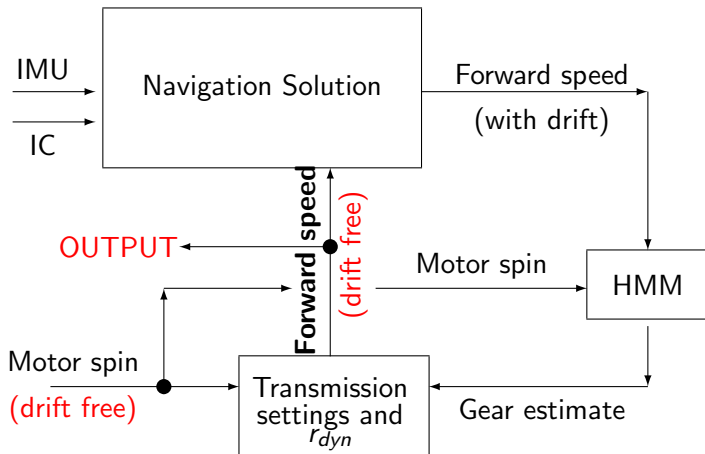 IMU
Navigation Solution
IC
Forward speed
(with drift)
Forward speed
(drift free)
OUTPUT
Motor spin
HMM
Motor spin
(drift free)
Transmission
settings and
r_dyn
Gear estimate